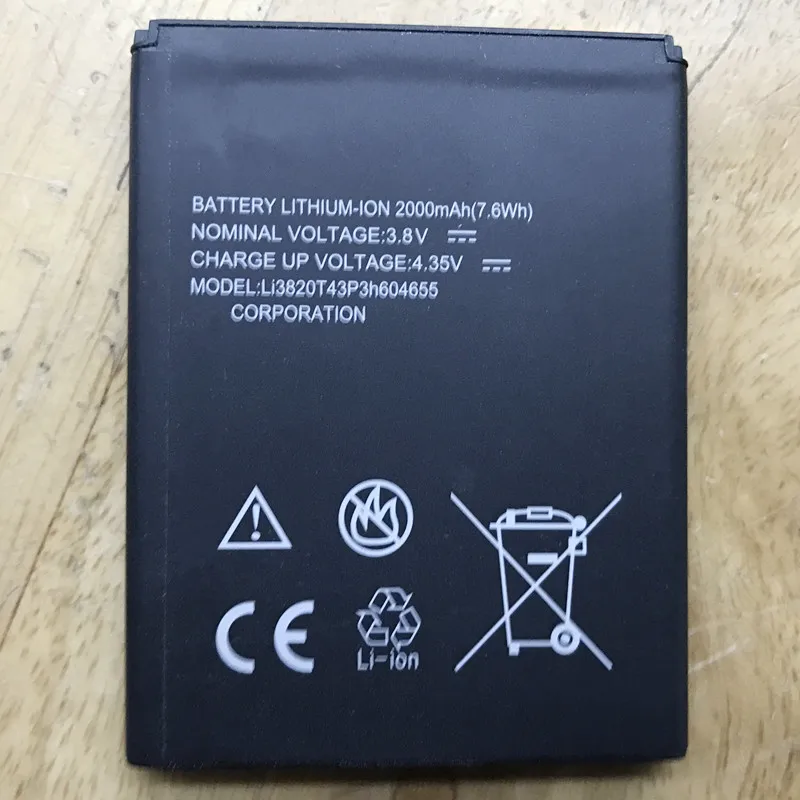 BATTERY LITHIUM-ION 2000mAh(7.6Wh)
NOMINAL VOLTAGE:3.8V
CHARGE UP VOLTAGE:4.35V
MODEL:Li3820T43P3h604655
CORPORATION
CE
Li-ion